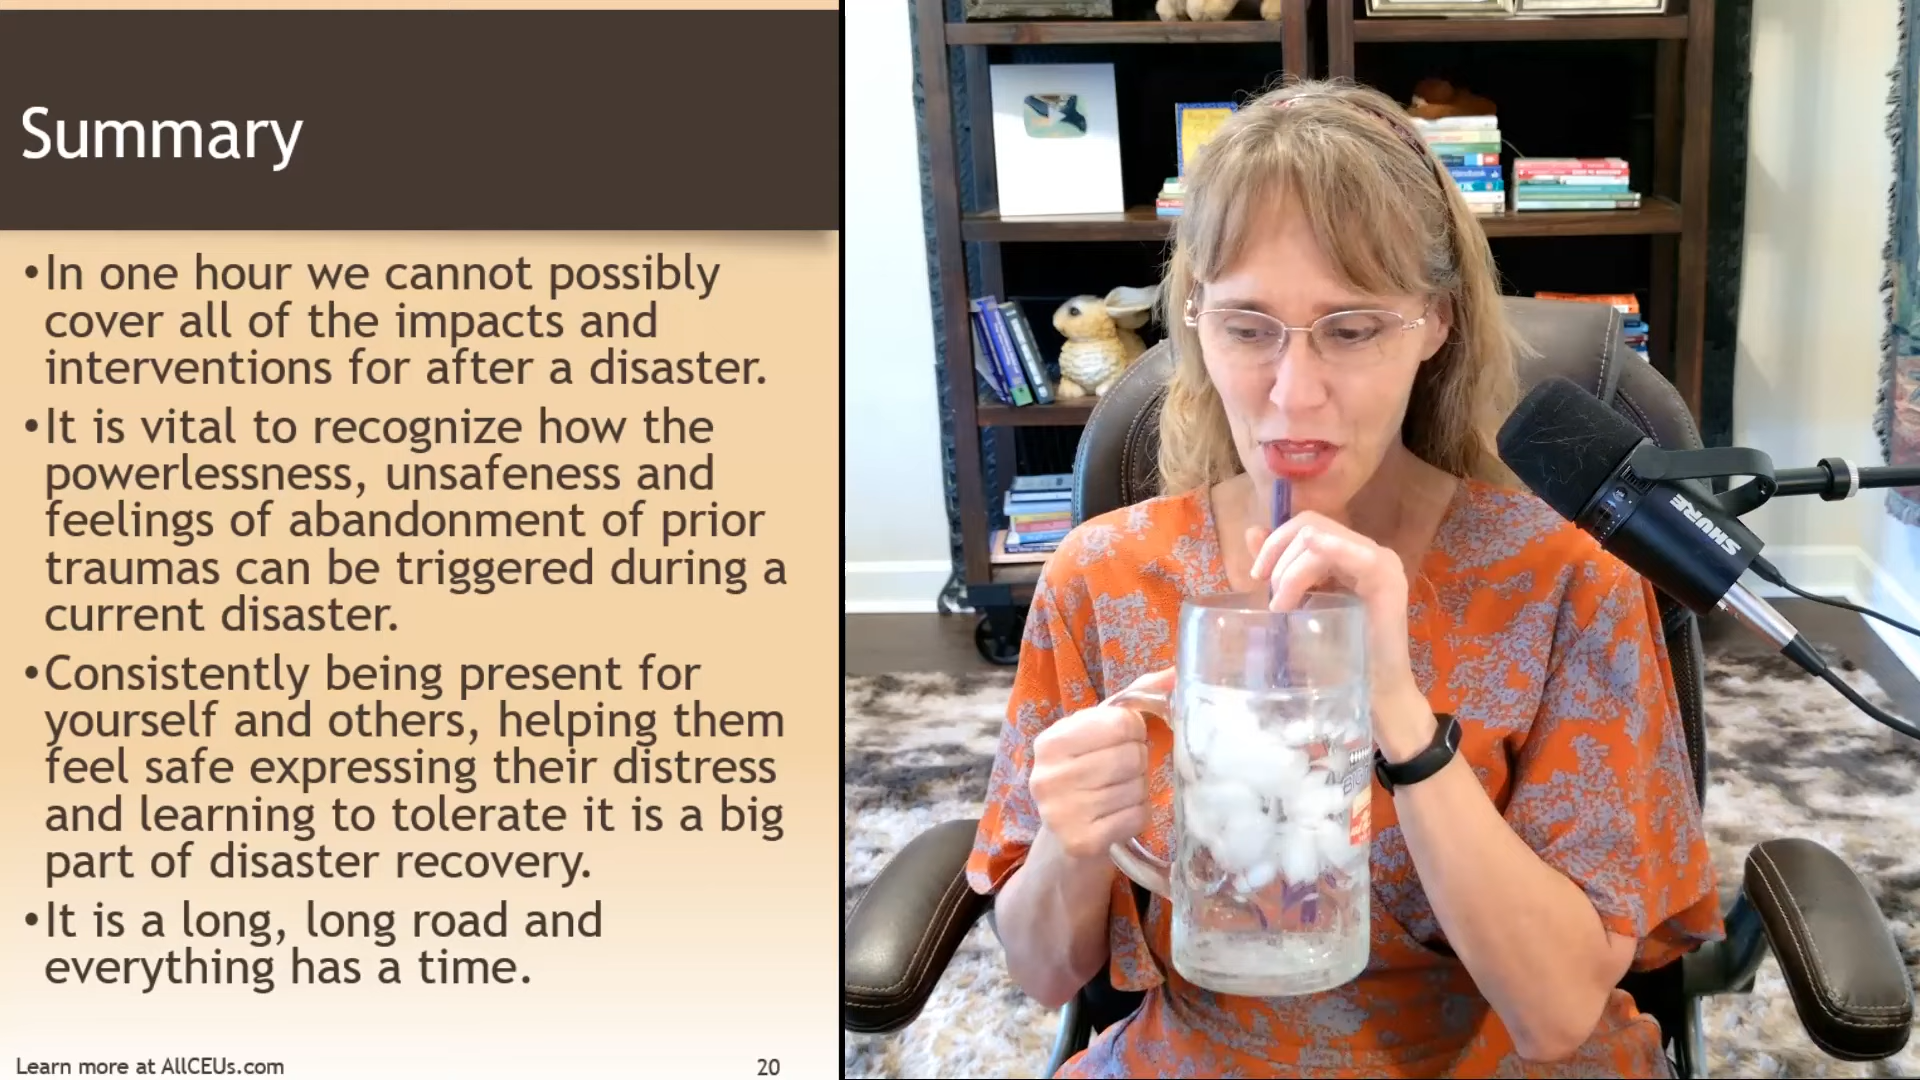 Summary
•In one hour we cannot possibly
cover all of the impacts and
interventions for after a disaster.
•It is vital to recognize how the
powerlessness, unsafeness and
feelings of abandonment of prior
traumas can be triggered during a
current disaster.
•Consistently being present for
yourself and others, helping them
feel safe expressing their distress
and learning to tolerate it is a big
part of disaster recovery.
•It is a long, long road and
everything has a time.
Learn more at AllCEUs.com
20
SHURE